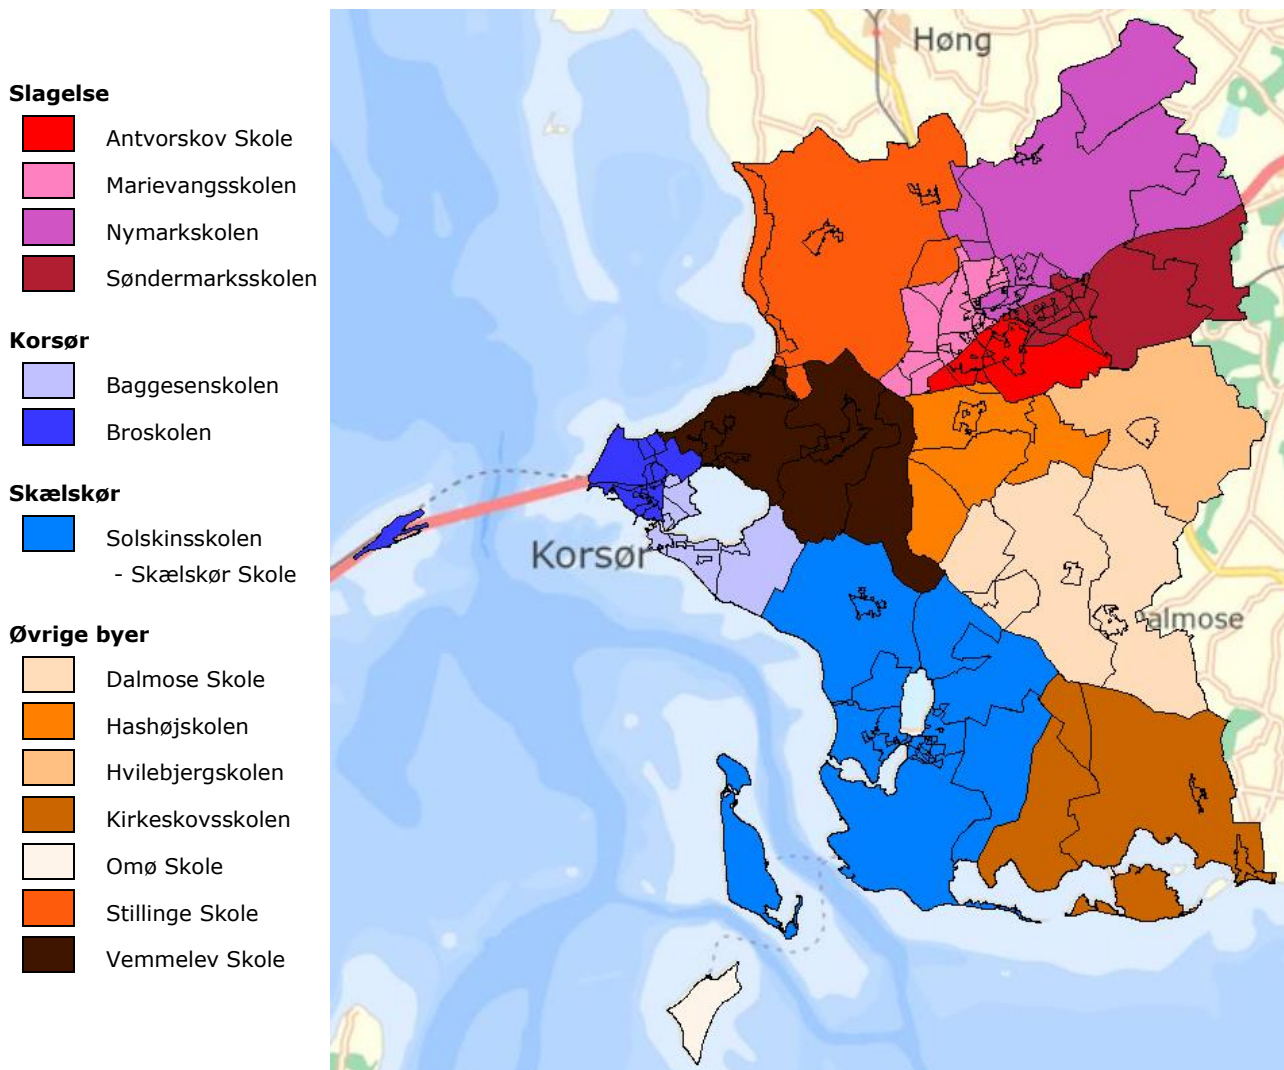 Slagelse
Antvorskov Skole
Marievangsskolen
Nymarkskolen
Søndermarksskolen
Korsør
Baggesenskolen
Broskolen
Skælskør
Solskinsskolen
- Skælskør Skole
Øvrige byer
Dalmose Skole
Hashøjskolen
Hvilebjergskolen
Kirkeskovsskolen
Omø Skole
Stillinge Skole
Vemmelev Skole
Høng
Korsør
almose